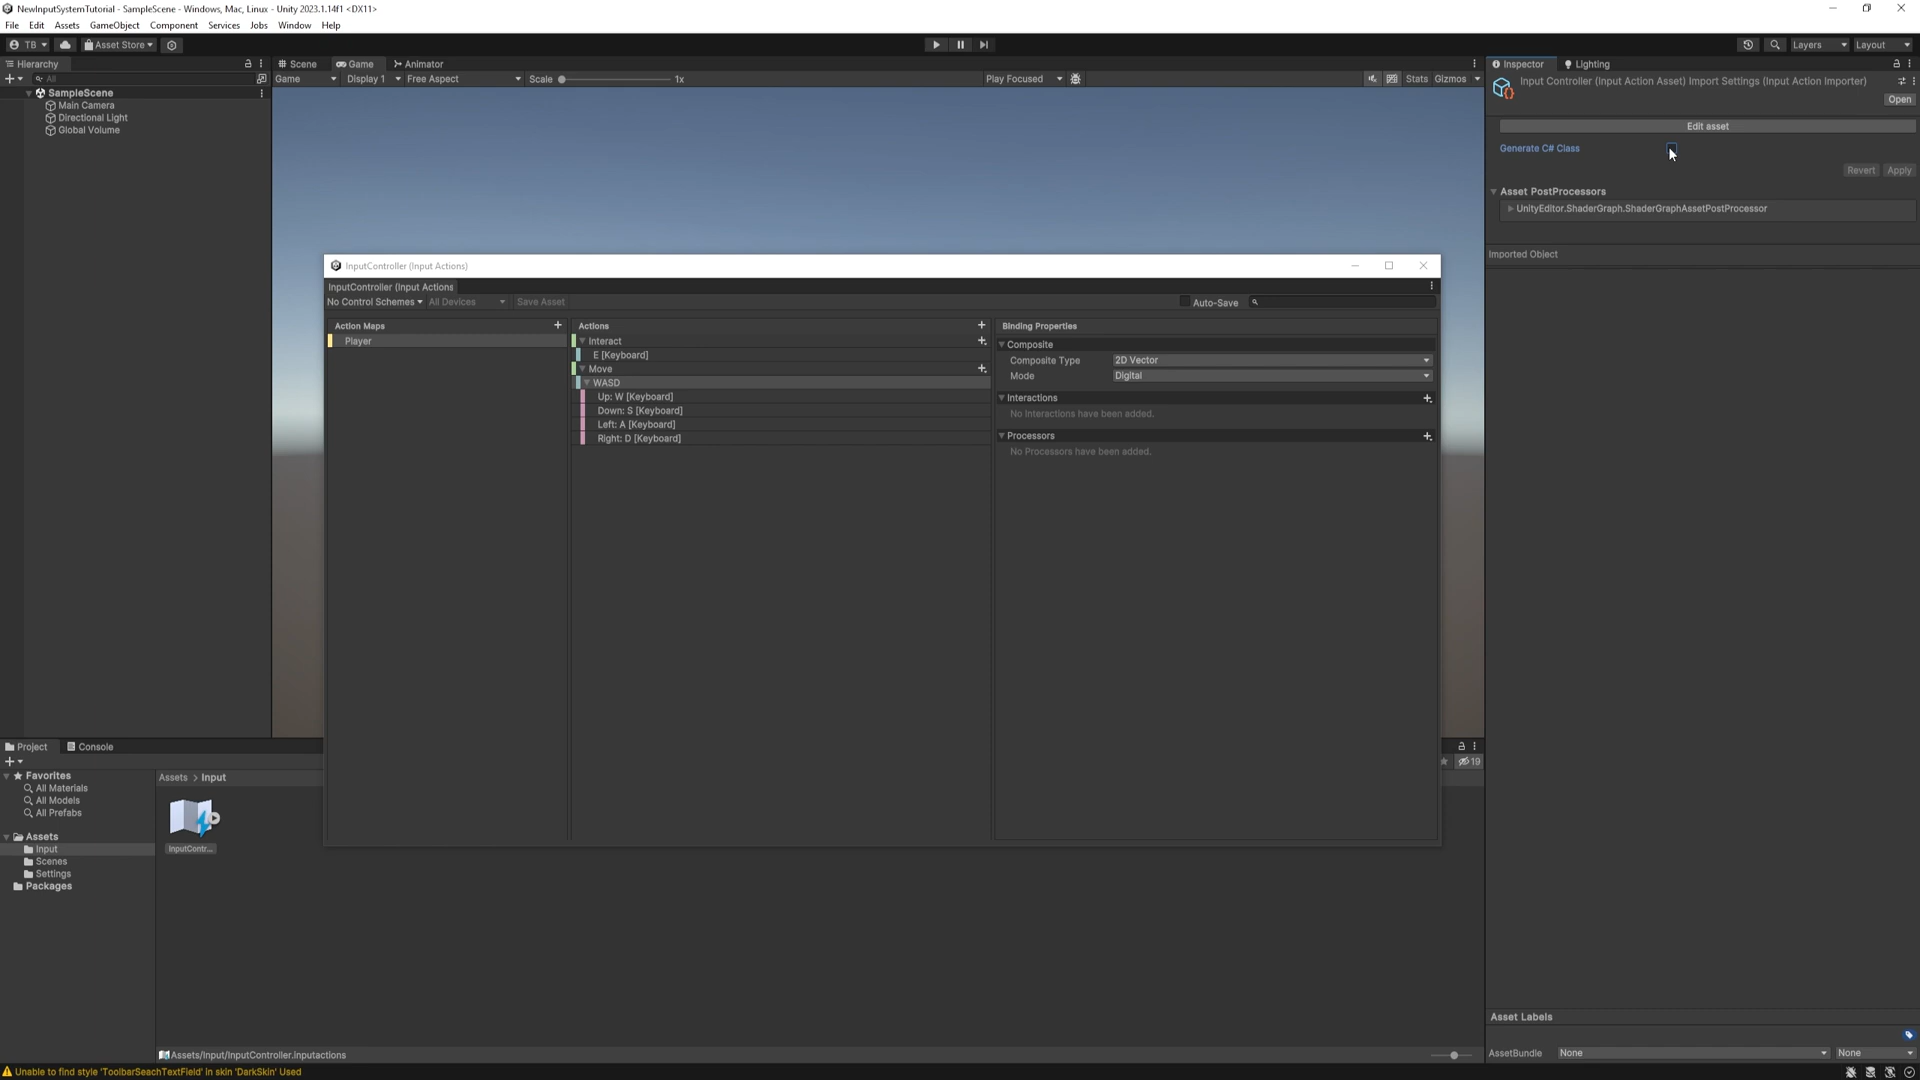 NewInputSystemTutorial - SampleScene - Windows, Mac, Linux - Unity 2023.1.14f1 <DX11>
File Edit Assets GameObject Component Services Jobs Window Help
TB Asset Store Layers Layout
Hierarchy Scene Game Animator Inspector Lighting
All Game Display 1 Free Aspect Scale 1x Play Focused Stats Gizmos
Input Controller (Input Action Asset) Import Settings (Input Action Importer)
Open
SampleScene
Main Camera
Directional Light
Global Volume
Edit asset
Generate C# Class
Revert Apply
Asset PostProcessors
UnityEditor.ShaderGraph.ShaderGraphAssetPostProcessor
Imported Object
InputController (Input Actions)
InputController (Input Actions
No Control Schemes All Devices Save Asset Auto-Save
Action Maps Actions Binding Properties
Player
Interact
E [Keyboard]
Move
WASD
Up: W [Keyboard]
Down: S [Keyboard]
Left: A [Keyboard]
Right: D [Keyboard]
Composite
Composite Type 2D Vector
Mode Digital
Interactions
No Interactions have been added.
Processors
No Processors have been added.
Project Console
19
Favorites
All Materials
All Models
All Prefabs
Assets
Input
Scenes
Settings
Packages
Assets > Input
InputContr...
Assets/Input/InputController.inputactions
Asset Labels
AssetBundle None None
Unable to find style 'ToolbarSeachTextField' in skin 'DarkSkin' Used